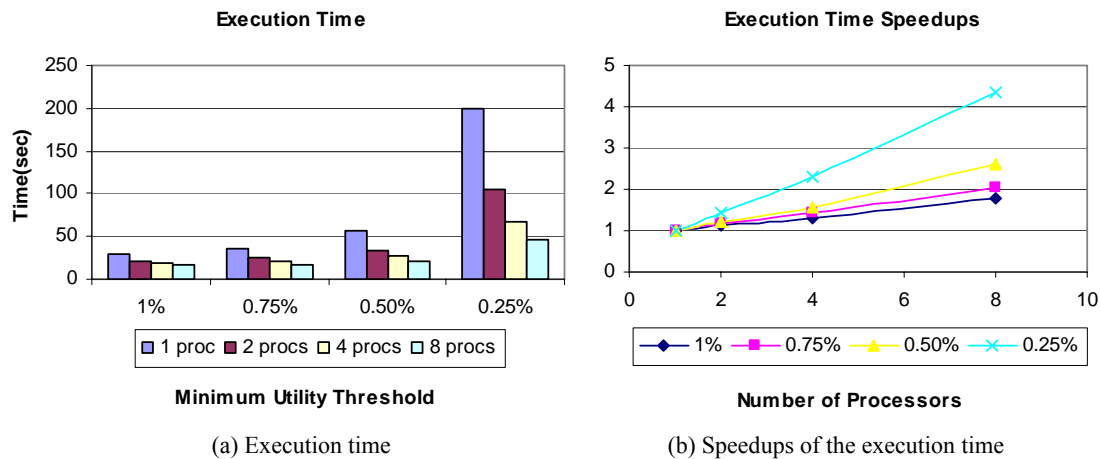 Execution Time
250
200
150
100
50
0
Time(sec)
1% 0.75% 0.50% 0.25%
1 proc 2 procs 4 procs 8 procs
Minimum Utility Threshold
(a) Execution time
Execution Time Speedups
5
4
3
2
1
0
0 2 4 6 8 10
1% 0.75% 0.50% 0.25%
Number of Processors
(b) Speedups of the execution time